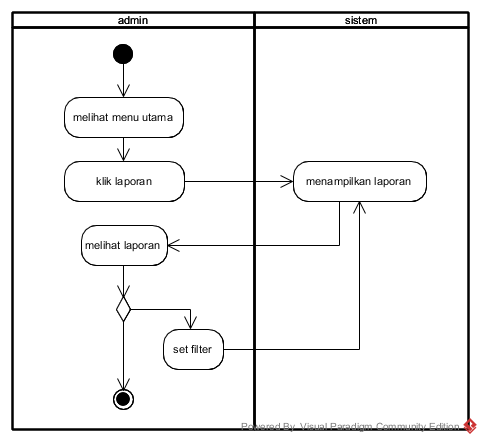 admin
sistem
melihat menu utama
klik laporan
menampilkan laporan
melihat laporan
set filter
Powered By Visual Paradigm Community Edition